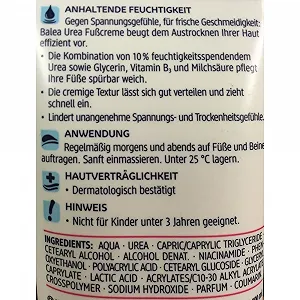 ANHALTENDE FEUCHTIGKEIT
Gegen Spannungsgefühle, für frische Geschmeidigkeit:
Balea Urea Fußcreme beugt dem Austrocknen Ihrer Haut
effizient vor.
• Die Kombination von 10% feuchtigkeitsspendendem
Urea sowie Glycerin, Vitamin B₃ und Milchsäure pflegt
Ihre Füße spürbar weich.
• Die cremige Textur lässt sich gut verteilen und zieht
schnell ein.
• Lindert unangenehme Spannungs- und Trockenheitsgefühle.
ANWENDUNG
Regelmäßig morgens und abends auf Füße und Beine
auftragen. Sanft einmassieren. Unter 25 °C lagern.
HAUTVERTRÄGLICHKEIT
• Dermatologisch bestätigt
HINWEIS
• Nicht für Kinder unter 3 Jahren geeignet.
INGREDIENTS: AQUA · UREA · CAPRIC/CAPRYLIC TRIGLYCERIDE
CETEARYL ALCOHOL · ALCOHOL DENAT. · NIACINAMIDE · PHEN
OXYETHANOL · POLYACRYLIC ACID · CETEARYL GLUCOSIDE · GLYCERYL
CAPRYLATE · LACTIC ACID · ACRYLATES/C10-30 ALKYL ACRYLATE
CROSSPOLYMER · SODIUM HYDROXIDE · PARFUM · COUMARIN